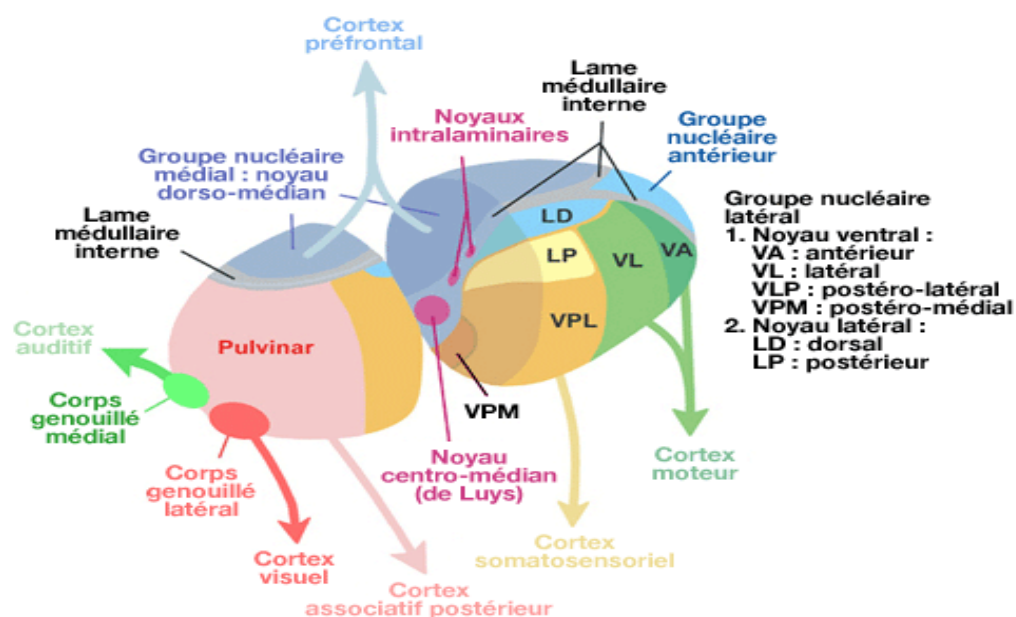 Cortex
préfrontal
Lame
médullaire
interne
Noyaux
intralaminaires
Groupe
nucléaire
antérieur
Groupe nucléaire
médial : noyau
dorso-médian
Lame
médullaire
interne
Groupe nucléaire
latéral
1. Noyau ventral :
VA : antérieur
VL : latéral
VLP : postéro-latéral
VPM : postéro-médial
2. Noyau latéral :
LD : dorsal
LP : postérieur
LD
LP
VL
VA
VPL
Pulvinar
VPM
Cortex
auditif
Corps
genouillé
médial
Corps
genouillé
latéral
Noyau
centro-médian
(de Luys)
Cortex
moteur
Cortex
visuel
Cortex
somatosensoriel
Cortex
associatif postérieur